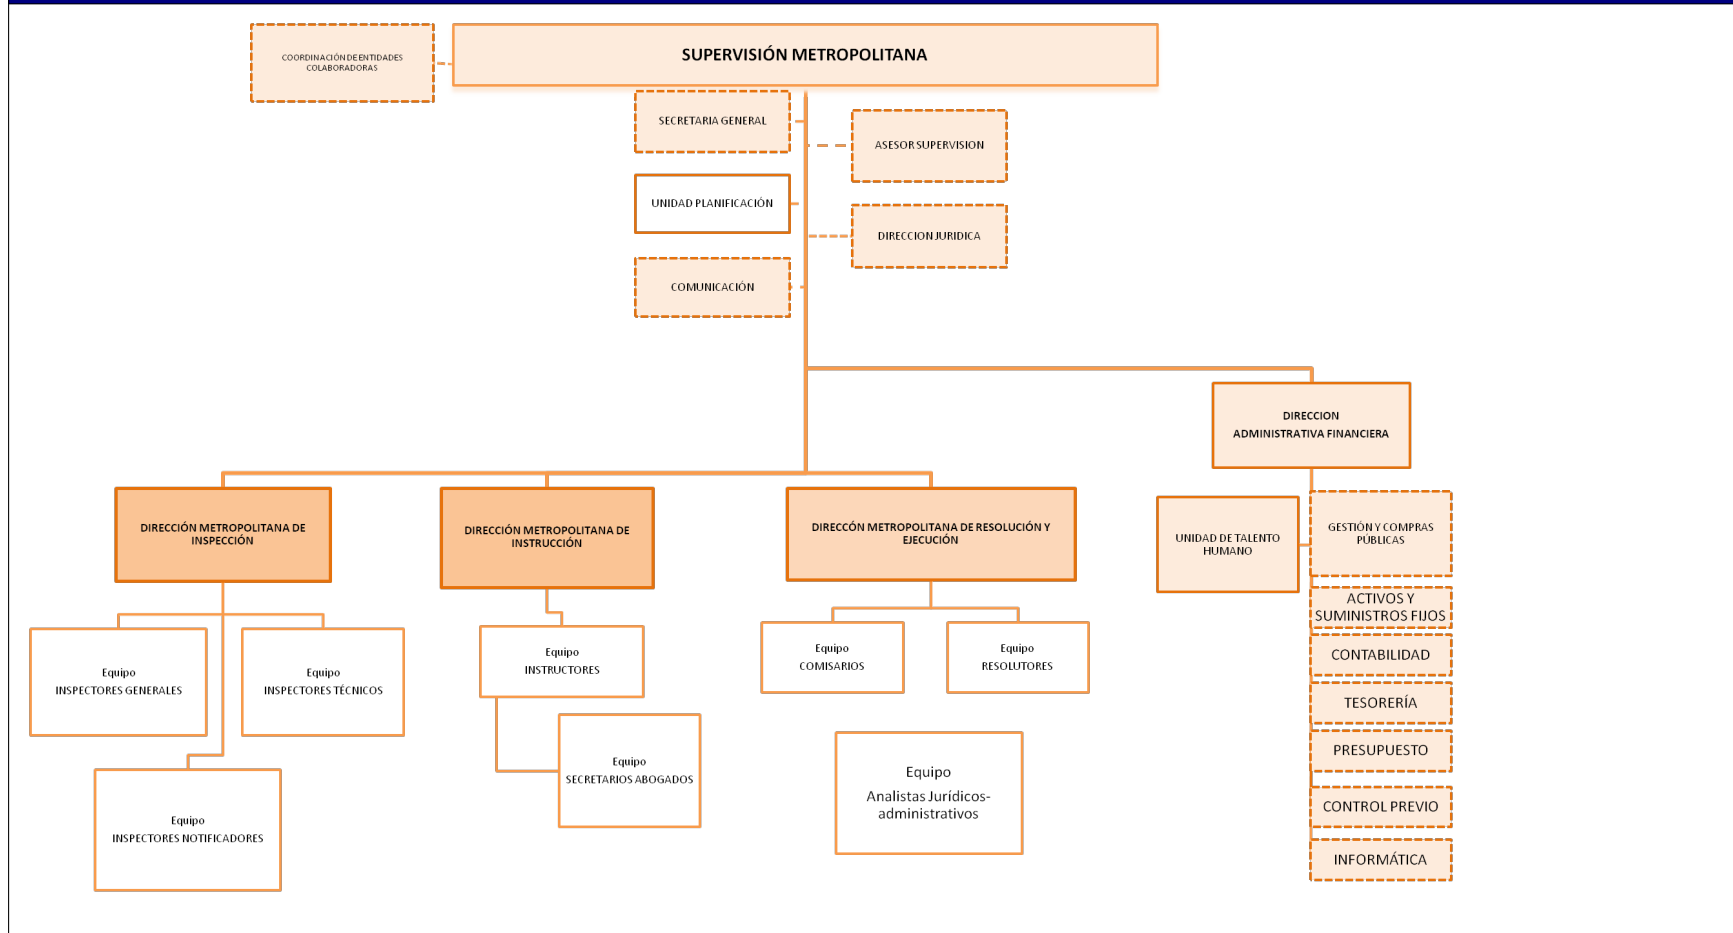 COORDINACIÓN DE ENTIDADES
COLABORADORAS
SUPERVISIÓN METROPOLITANA
SECRETARIA GENERAL
ASESOR SUPERVISION
UNIDAD PLANIFICACIÓN
DIRECCION JURIDICA
COMUNICACIÓN
DIRECCION
ADMINISTRATIVA FINANCIERA
DIRECCIÓN METROPOLITANA DE
INSPECCIÓN
DIRECCIÓN METROPOLITANA DE
INSTRUCCIÓN
DIRECCÓN METROPOLITANA DE RESOLUCIÓN Y
EJECUCIÓN
UNIDAD DE TALENTO
HUMANO
GESTIÓN Y COMPRAS
PÚBLICAS
ACTIVOS Y
SUMINISTROS FIJOS
CONTABILIDAD
TESORERÍA
PRESUPUESTO
CONTROL PREVIO
INFORMÁTICA
Equipo
INSPECTORES GENERALES
Equipo
INSPECTORES TÉCNICOS
Equipo
INSPECTORES NOTIFICADORES
Equipo
INSTRUCTORES
Equipo
SECRETARIOS ABOGADOS
Equipo
COMISARIOS
Equipo
RESOLUTORES
Equipo
Analistas Jurídicos-
administrativos